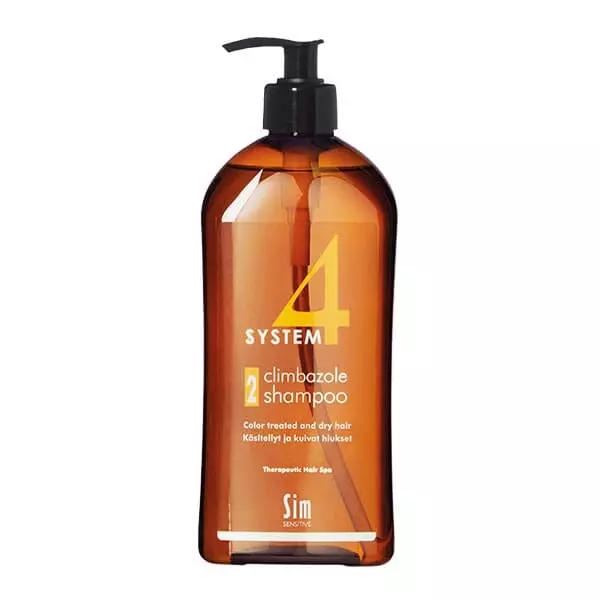 SYSTEM 4
2 climbazole
shampoo
Color treated and dry hair
Käsitellyt ja kuivat hiukset
Therapeutic Hair Spa
Sim
SENSITIVE